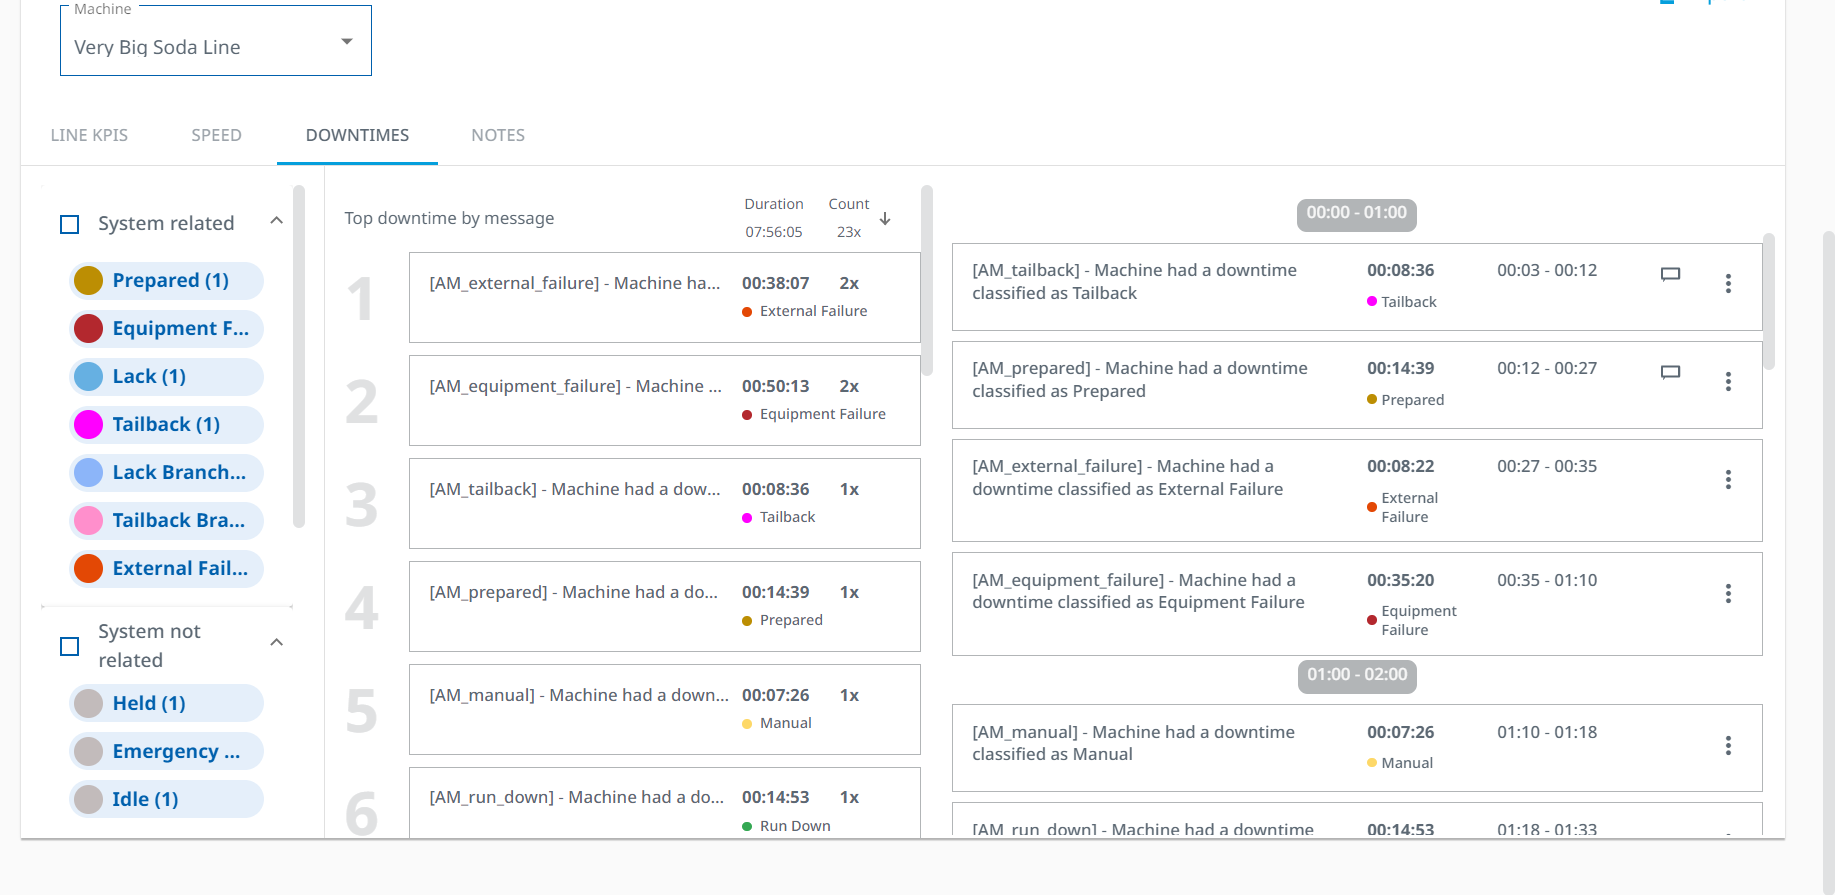 Machine
Very Big Soda Line
LINE KPIS
SPEED
DOWNTIMES
NOTES
System related
Prepared (1)
Equipment F...
Lack (1)
Tailback (1)
Lack Branch...
Tailback Bra...
External Fail...
System not
related
Held (1)
Emergency ...
Idle (1)
Top downtime by message
Duration
Count
07:56:05
23x
1
[AM_external_failure] - Machine ha...
00:38:07
2x
External Failure
2
[AM_equipment_failure] - Machine ...
00:50:13
2x
Equipment Failure
3
[AM_tailback] - Machine had a dow...
00:08:36
1x
Tailback
4
[AM_prepared] - Machine had a do...
00:14:39
1x
Prepared
5
[AM_manual] - Machine had a down...
00:07:26
1x
Manual
6
[AM_run_down] - Machine had a do...
00:14:53
1x
Run Down
00:00 - 01:00
[AM_tailback] - Machine had a downtime
classified as Tailback
00:08:36
Tailback
00:03 - 00:12
[AM_prepared] - Machine had a downtime
classified as Prepared
00:14:39
Prepared
00:12 - 00:27
[AM_external_failure] - Machine had a
downtime classified as External Failure
00:08:22
External
Failure
00:27 - 00:35
[AM_equipment_failure] - Machine had a
downtime classified as Equipment Failure
00:35:20
Equipment
Failure
00:35 - 01:10
01:00 - 02:00
[AM_manual] - Machine had a downtime
classified as Manual
00:07:26
Manual
01:10 - 01:18
[AM_run_down] - Machine had a downtime
00:14:53
01:18 - 01:33